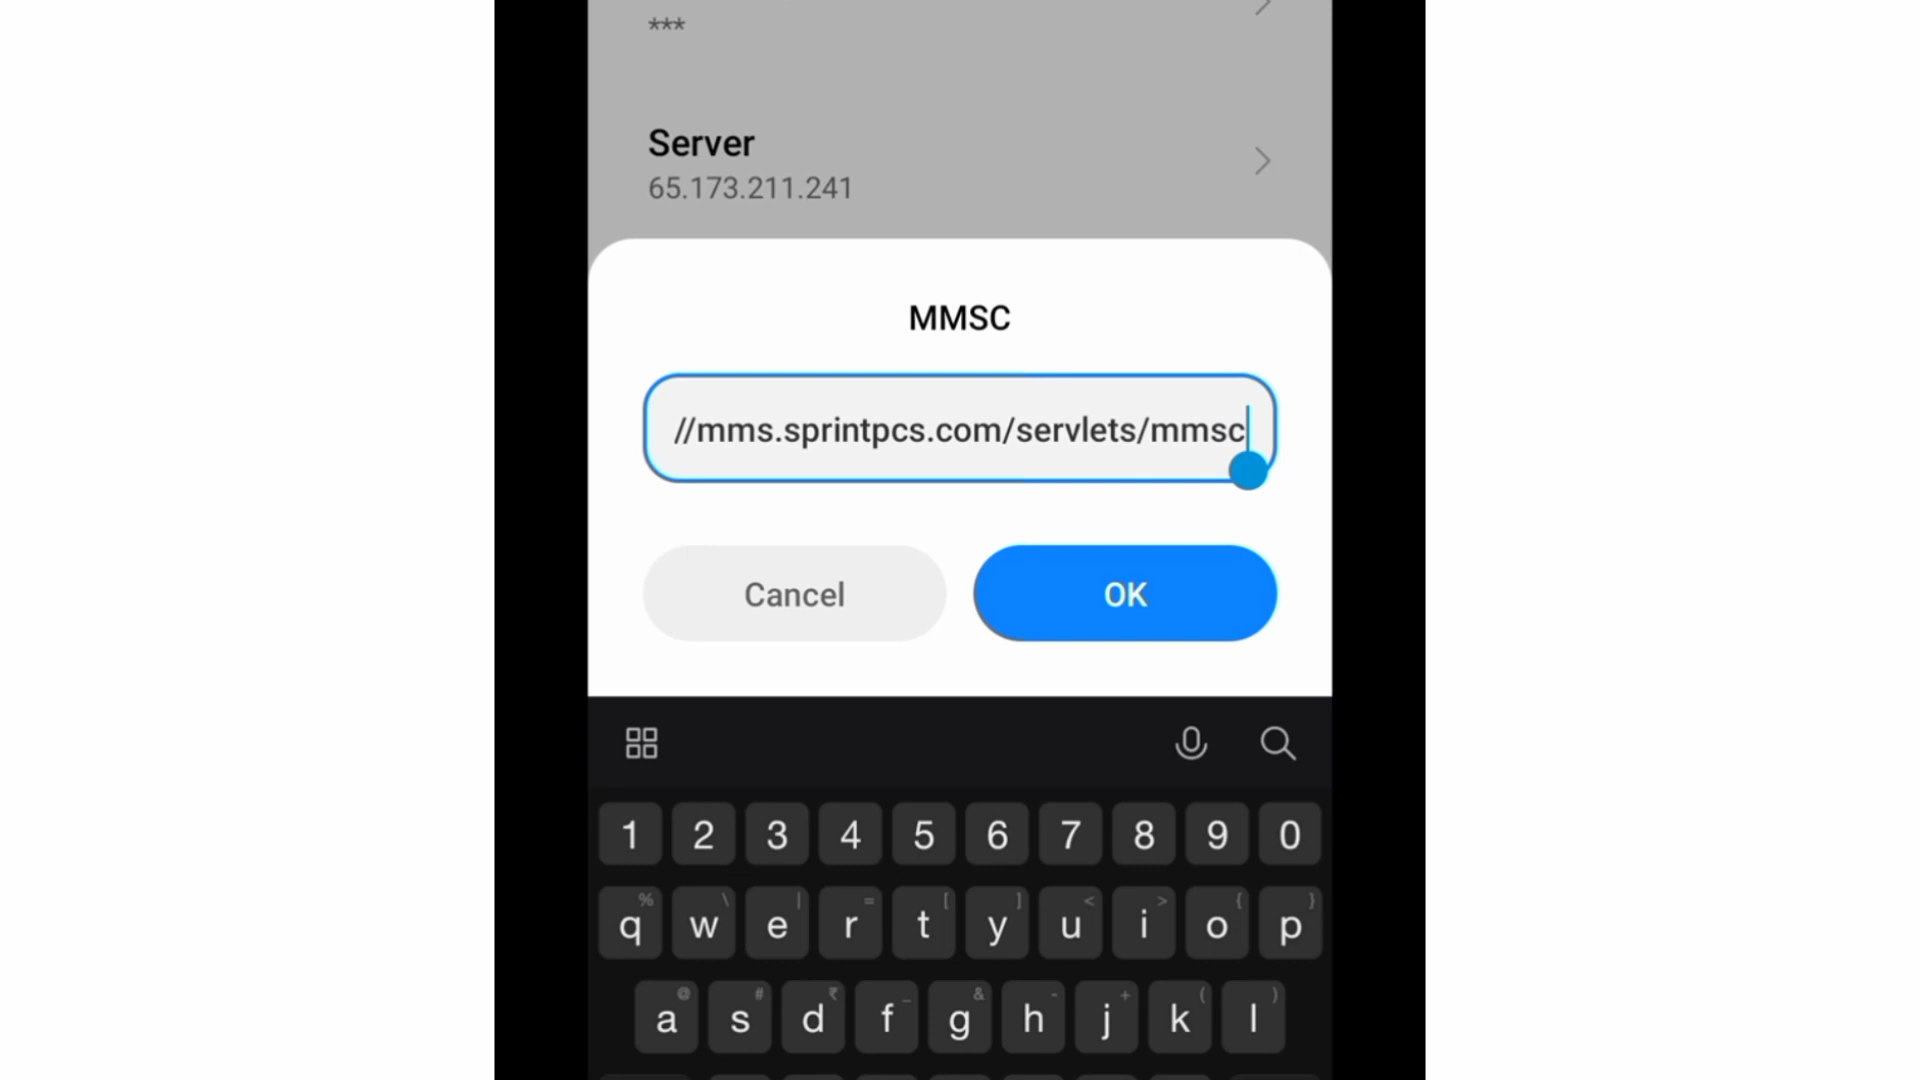 ***
Server
65.173.211.241
MMSC
//mms.sprintpcs.com/servlets/mmsc
Cancel
OK
1 2 3 4 5 6 7 8 9 0
% \ | = [ ] < > { }
q w e r t y u i o p
@ # ₹ _ & - + ( )
a s d f g h j k l